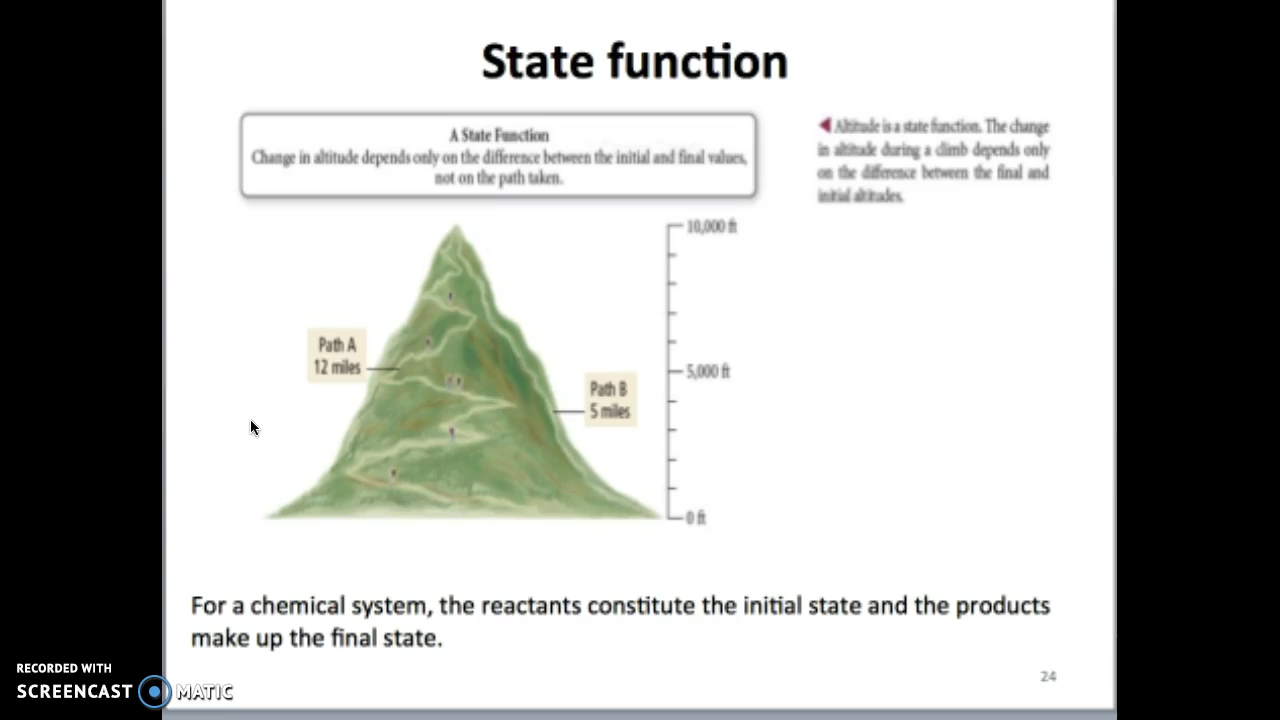 State function
A State Function
Change in altitude depends only on the difference between the initial and final values,
not on the path taken.
◀ Altitude is a state function. The change
in altitude during a climb depends only
on the difference between the final and
initial altitudes.
10,000 ft
Path A
12 miles
5,000 ft
Path B
5 miles
0 ft
For a chemical system, the reactants constitute the initial state and the products
make up the final state.
24
RECORDED WITH
SCREENCAST MATIC